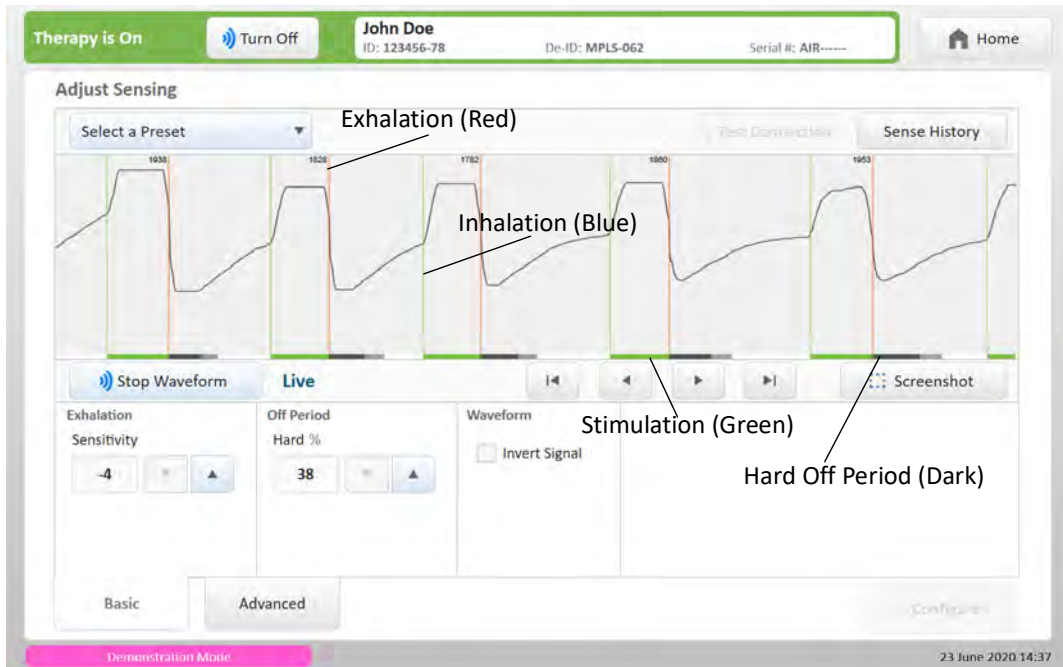 Therapy is On
Turn Off
John Doe
ID: 123456-78 De-ID: MPLS-062 Serial #: AIR------
Home
Adjust Sensing
Select a Preset
Exhalation (Red)
Test Connection
Sense History
1938 1828 1782 1860 1953
Inhalation (Blue)
Stop Waveform
Live
Screenshot
Stimulation (Green)
Hard Off Period (Dark)
Exhalation
Sensitivity
-4
Off Period
Hard %
38
Waveform
Invert Signal
Basic
Advanced
Configure
Demonstration Mode
23 June 2020 14:37